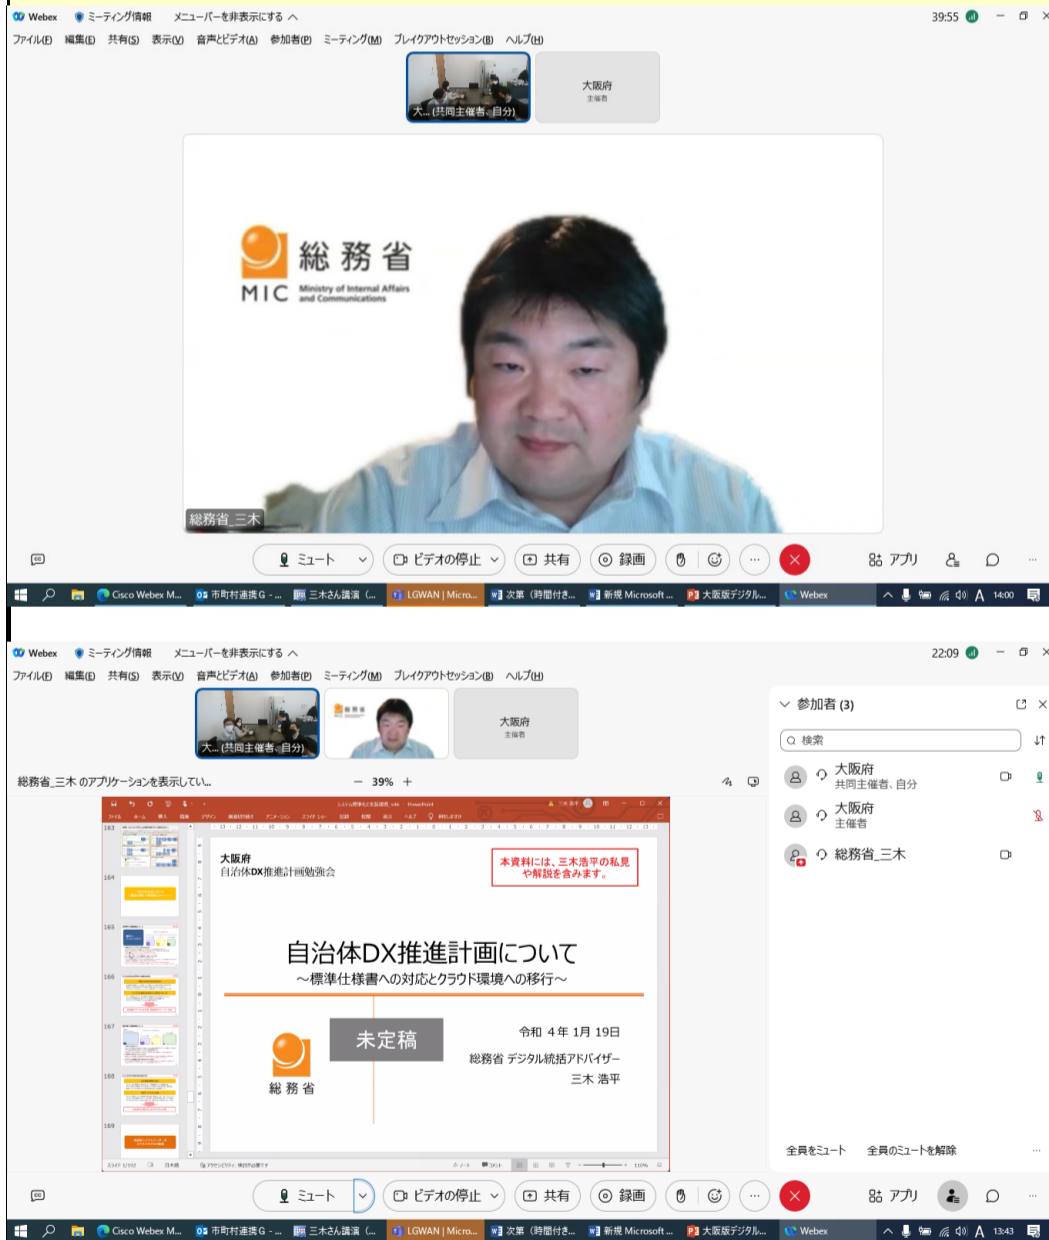 Webex ミーティング情報 メニューバーを非表示にする 39:55
ファイル(F) 編集(E) 共有(S) 表示(V) 音声とビデオ(A) 参加者(P) ミーティング(M) ブレイクアウトセッション(B) ヘルプ(H)
大... (共同主催者、自分)
大阪府
主催者
総務省
MIC Ministry of Internal Affairs
and Communications
総務省_三木
ミュート ビデオの停止 共有 録画 アプリ
Cisco Webex M... 市町村連携G - ... 三木さん講演（... LGWAN | Micro... 次第（時間付き... 新規 Microsoft ... 大阪版デジタル... Webex A 14:00
Webex ミーティング情報 メニューバーを非表示にする 22:09
ファイル(F) 編集(E) 共有(S) 表示(V) 音声とビデオ(A) 参加者(P) ミーティング(M) ブレイクアウトセッション(B) ヘルプ(H)
大... (共同主催者、自分)
大阪府
主催者
総務省_三木 のアプリケーションを表示してい... 39%
163
164
165
166
167
168
169
大阪府
自治体DX推進計画勉強会
本資料には、三木浩平の私見
や解説を含みます。
自治体DX推進計画について
～標準仕様書への対応とクラウド環境への移行～
未定稿
総務省
令和 4年 1月 19日
総務省 デジタル統括アドバイザー
三木 浩平
参加者 (3)
検索
大阪府
共同主催者、自分
大阪府
主催者
総務省_三木
全員をミュート 全員のミュートを解除
ミュート ビデオの停止 共有 録画 アプリ
Cisco Webex M... 市町村連携G - ... 三木さん講演（... LGWAN | Micro... 次第（時間付き... 新規 Microsoft ... 大阪版デジタル... Webex A 13:43